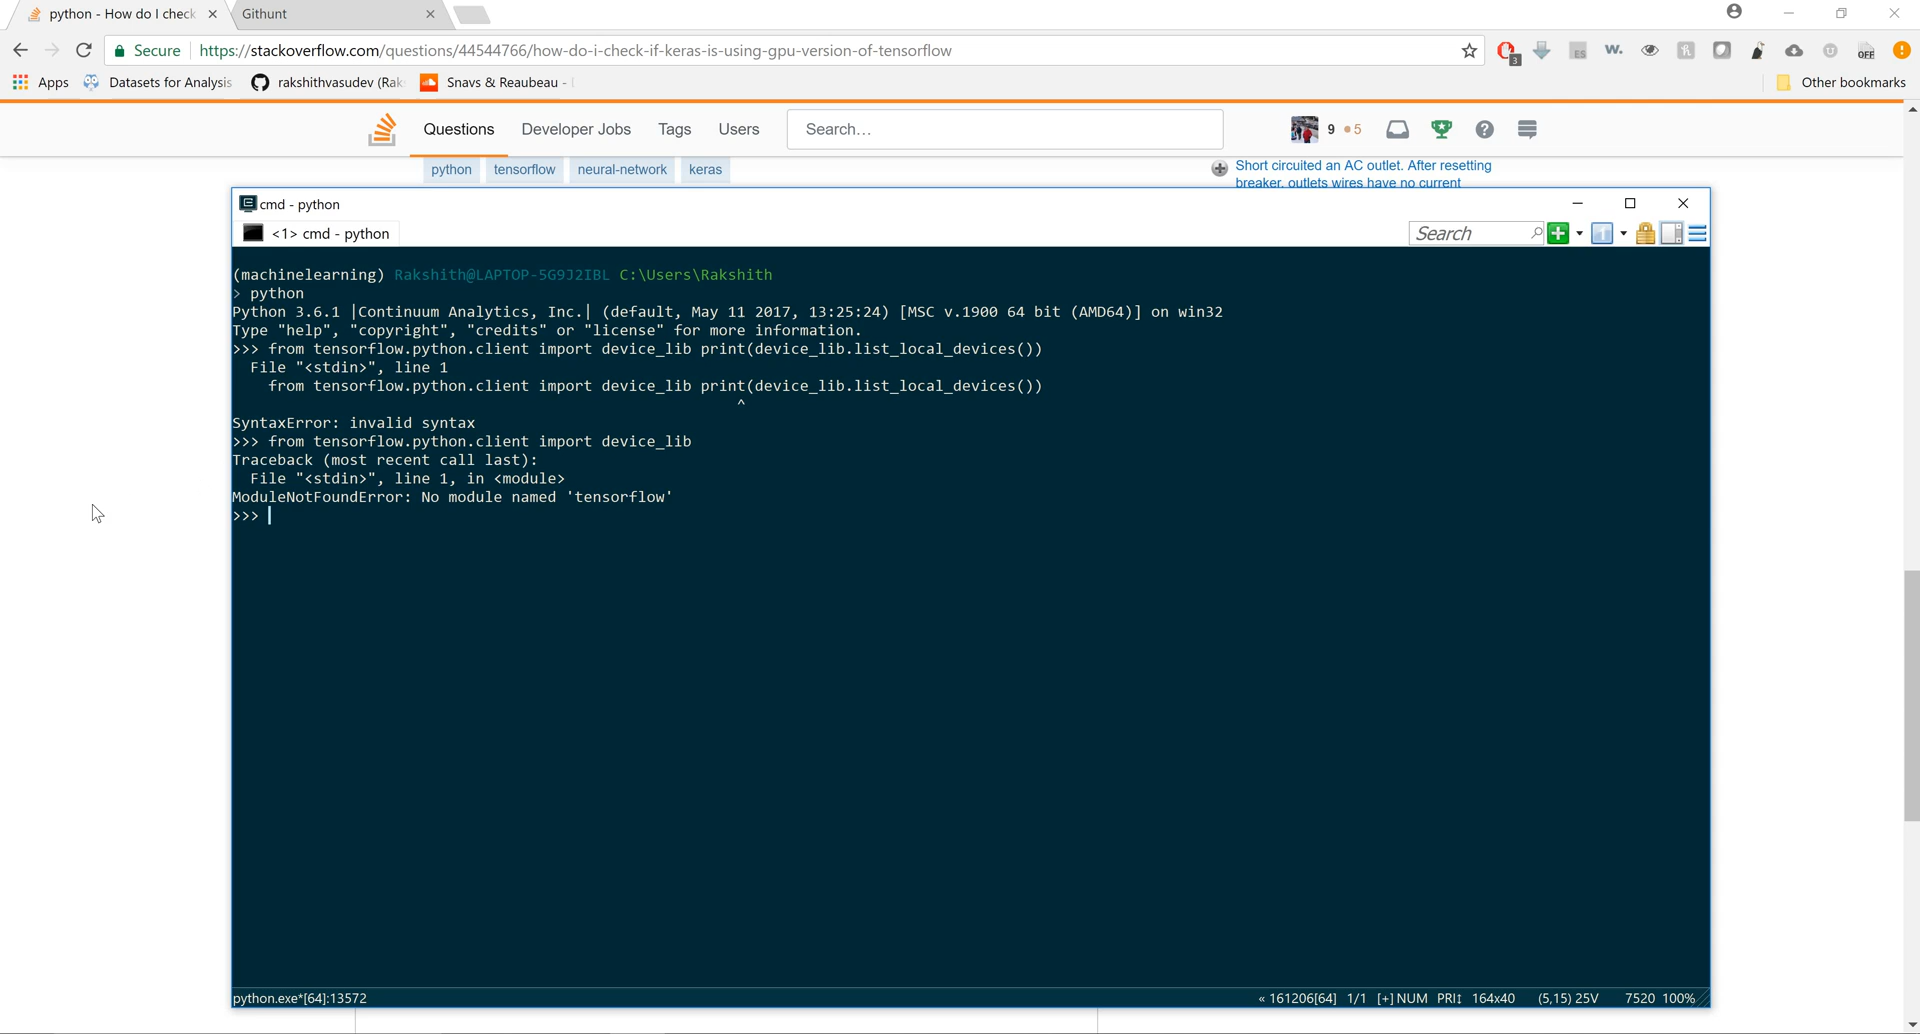 python - How do I check
Githunt
Secure
https://stackoverflow.com/questions/44544766/how-do-i-check-if-keras-is-using-gpu-version-of-tensorflow
3
ES
w.
OFF
Apps
Datasets for Analysis
rakshithvasudev (Rak
Snavs & Reaubeau -
Other bookmarks
Questions
Developer Jobs
Tags
Users
Search…
9
5
python
tensorflow
neural-network
keras
Short circuited an AC outlet. After resetting
breaker, outlets wires have no current
cmd - python
<1> cmd - python
Search
1
(machinelearning) Rakshith@LAPTOP-5G9J2IBL C:\Users\Rakshith
> python
Python 3.6.1 |Continuum Analytics, Inc.| (default, May 11 2017, 13:25:24) [MSC v.1900 64 bit (AMD64)] on win32
Type "help", "copyright", "credits" or "license" for more information.
>>> from tensorflow.python.client import device_lib print(device_lib.list_local_devices())
File "<stdin>", line 1
from tensorflow.python.client import device_lib print(device_lib.list_local_devices())
^
SyntaxError: invalid syntax
>>> from tensorflow.python.client import device_lib
Traceback (most recent call last):
File "<stdin>", line 1, in <module>
ModuleNotFoundError: No module named 'tensorflow'
>>>
python.exe*[64]:13572
« 161206[64] 1/1 [+] NUM PRI↕ 164x40 (5,15) 25V 7520 100%